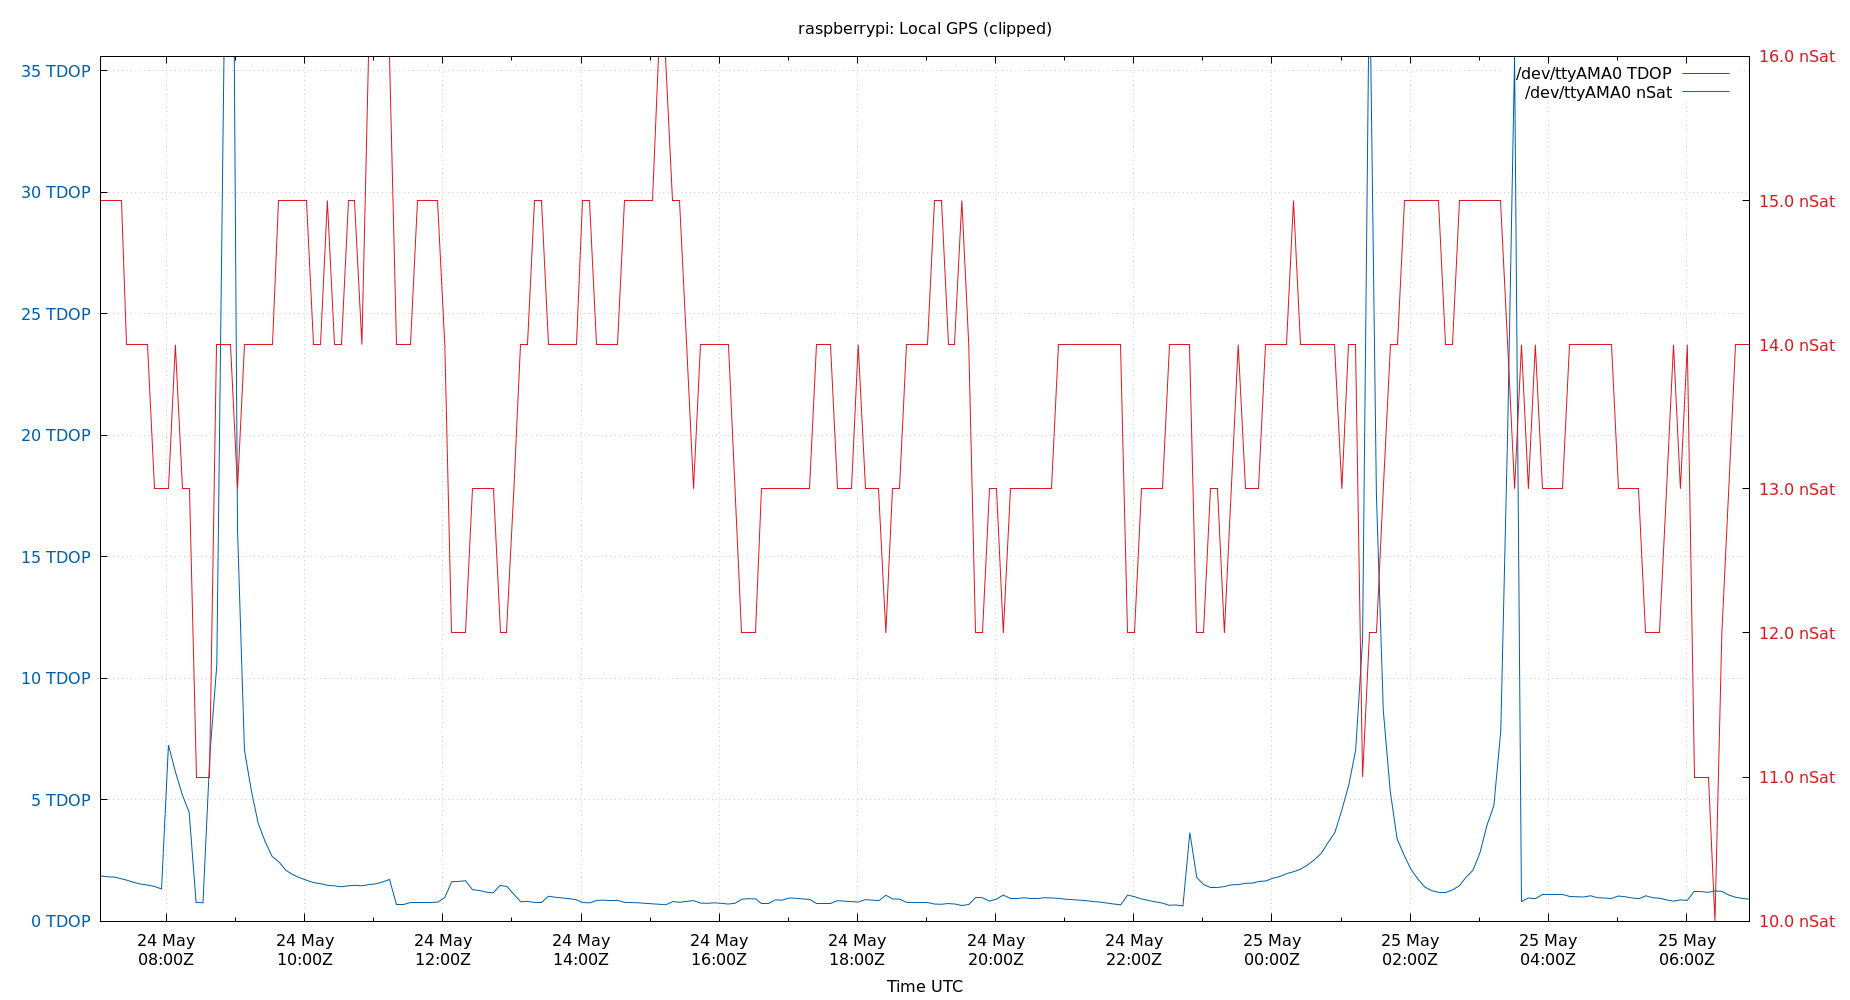 raspberrypi: Local GPS (clipped)
35 TDOP
30 TDOP
25 TDOP
20 TDOP
15 TDOP
10 TDOP
5 TDOP
0 TDOP
/dev/ttyAMA0 TDOP
/dev/ttyAMA0 nSat
16.0 nSat
15.0 nSat
14.0 nSat
13.0 nSat
12.0 nSat
11.0 nSat
10.0 nSat
24 May 24 May 24 May 24 May 24 May 24 May 24 May 24 May 25 May 25 May 25 May 25 May
08:00Z 10:00Z 12:00Z 14:00Z 16:00Z 18:00Z 20:00Z 22:00Z 00:00Z 02:00Z 04:00Z 06:00Z
Time UTC